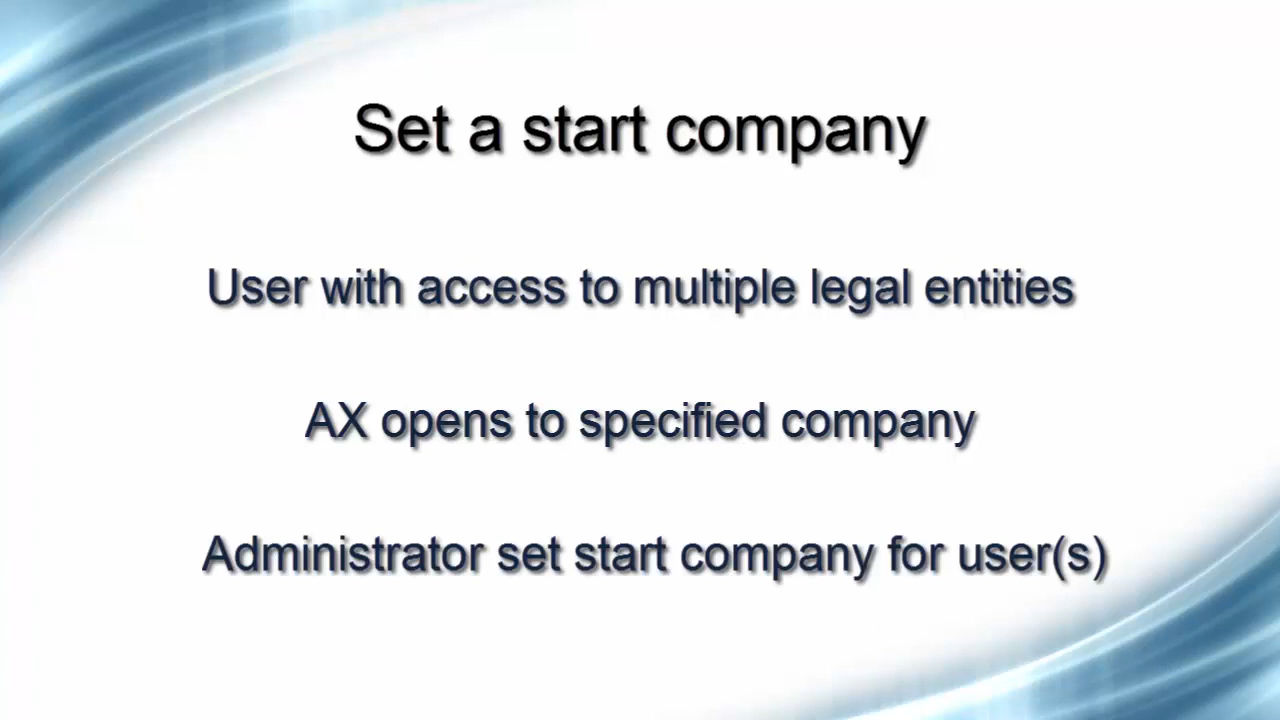 Set a start company
User with access to multiple legal entities
AX opens to specified company
Administrator set start company for user(s)